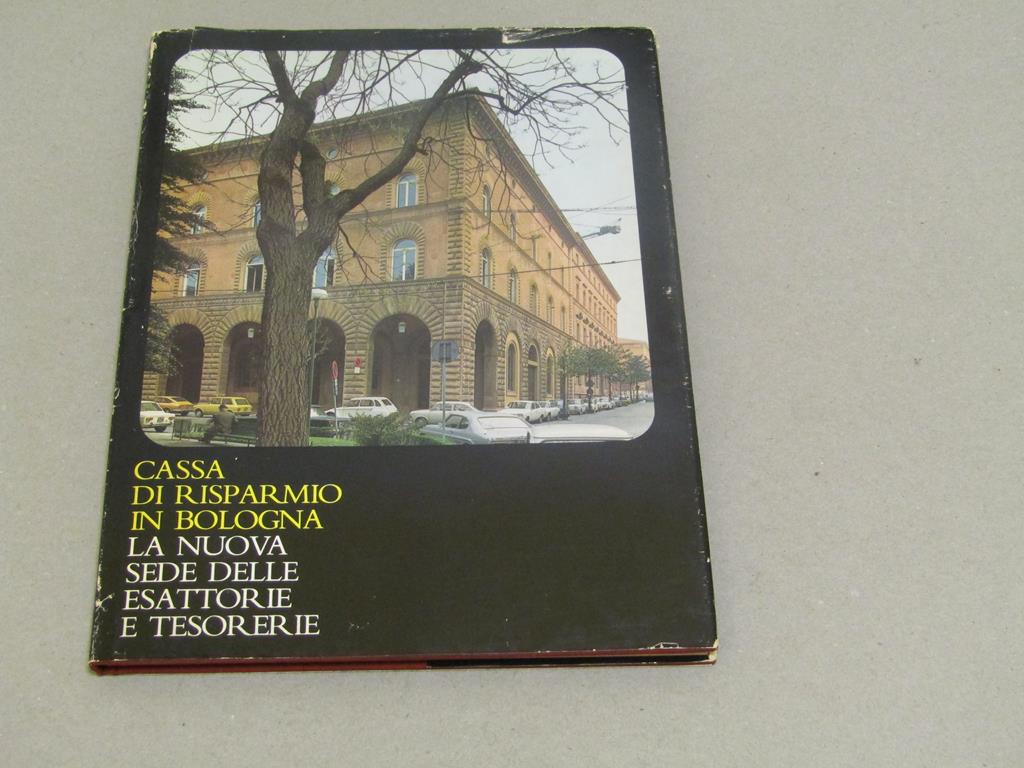 CASSA
DI RISPARMIO
IN BOLOGNA
LA NUOVA
SEDE DELLE
ESATTORIE
E TESORERIE